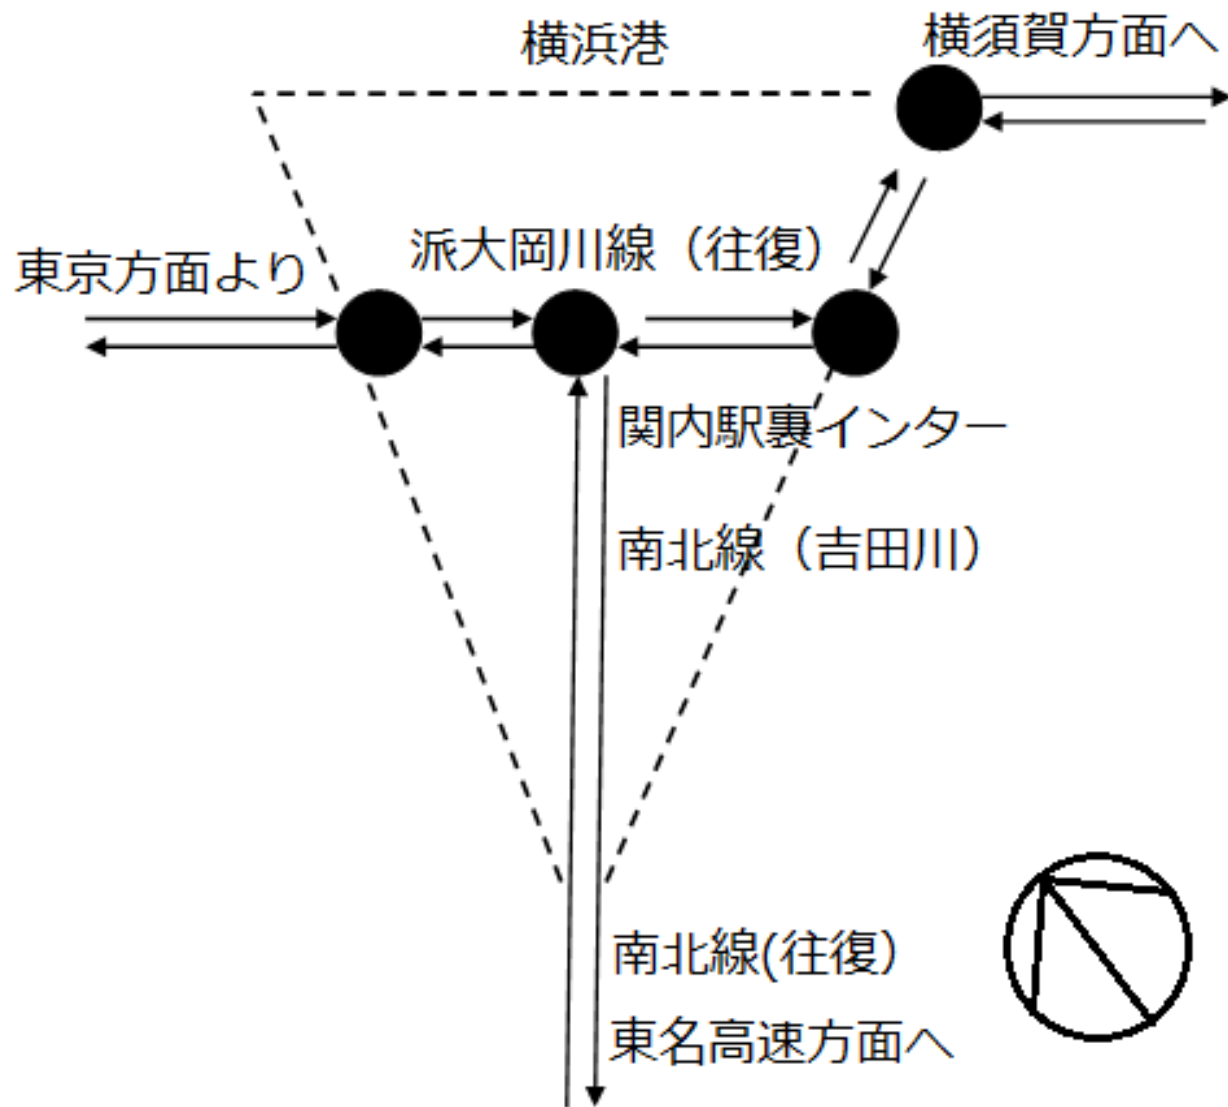 横浜港
横須賀方面へ
派大岡川線（往復）
東京方面より
関内駅裏インター
南北線（吉田川）
南北線(往復）
東名高速方面へ